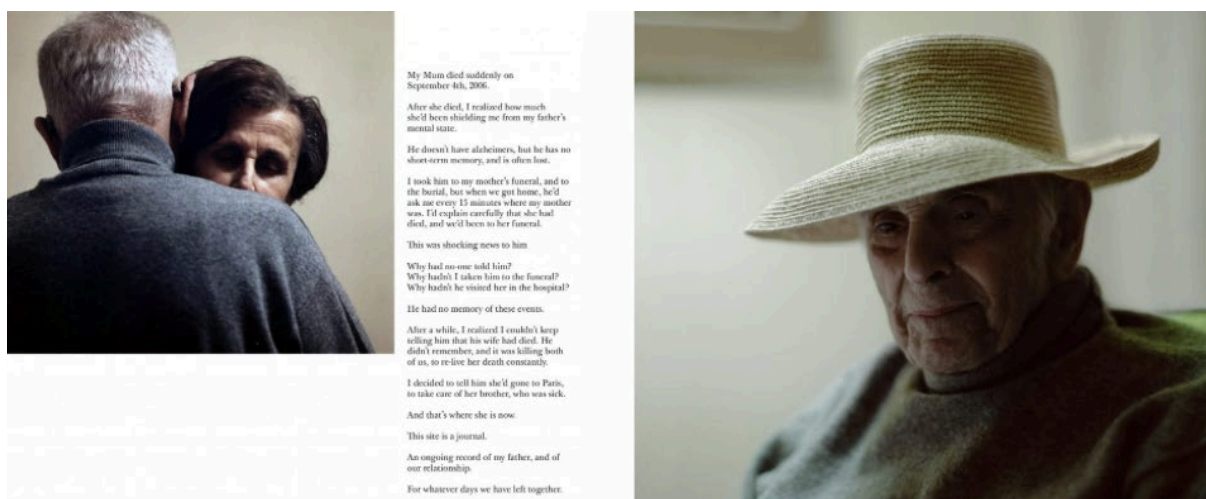 My Mum died suddenly on
September 4th, 2006.
After she died, I realized how much
she'd been shielding me from my father's
mental state.
He doesn't have alzheimers, but he has no
short-term memory, and is often lost.
I took him to my mother's funeral, and to
the burial, but when we got home, he'd
ask me every 15 minutes where my mother
was. I'd explain carefully that she had
died, and we'd been to her funeral.
This was shocking news to him
Why had no-one told him?
Why hadn't I taken him to the funeral?
Why hadn't he visited her in the hospital?
He had no memory of these events.
After a while, I realized I couldn't keep
telling him that his wife had died. He
didn't remember, and it was killing both
of us, to re-live her death constantly.
I decided to tell him she'd gone to Paris,
to take care of her brother, who was sick.
And that's where she is now.
This site is a journal.
An ongoing record of my father, and of
our relationship.
For whatever days we have left together.